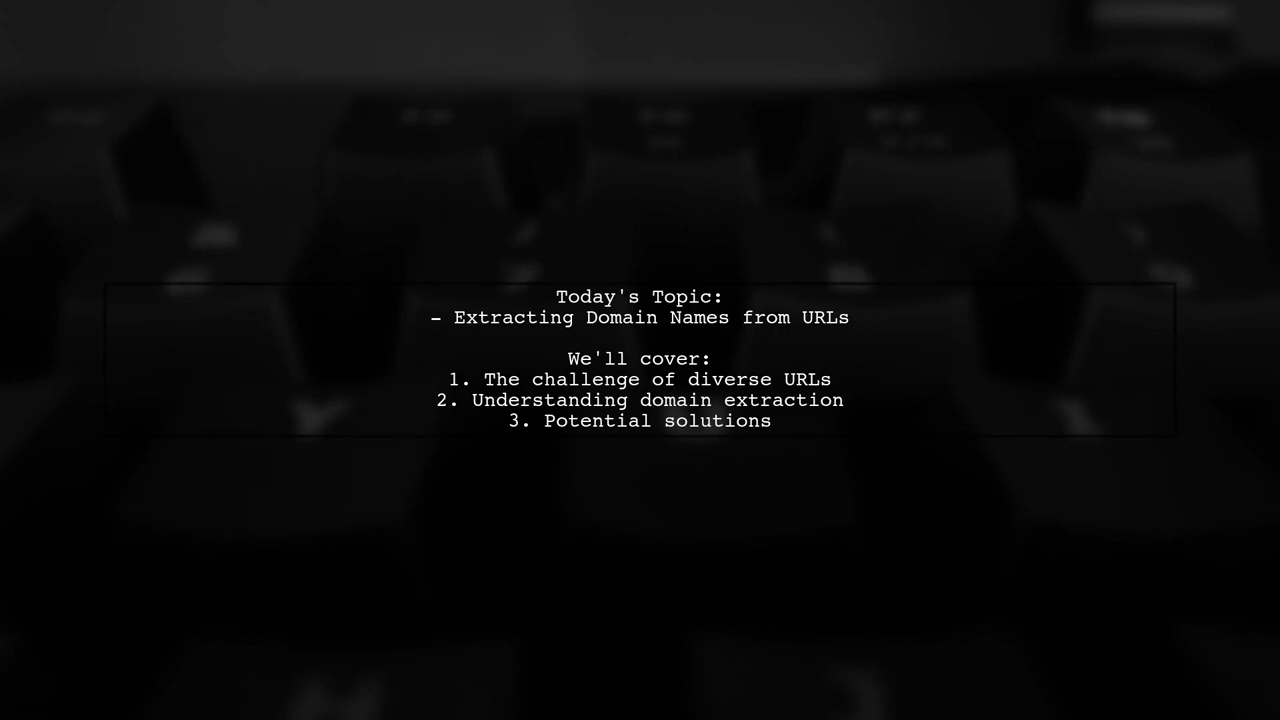 Today's Topic:
- Extracting Domain Names from URLs
We'll cover:
1. The challenge of diverse URLs
2. Understanding domain extraction
3. Potential solutions